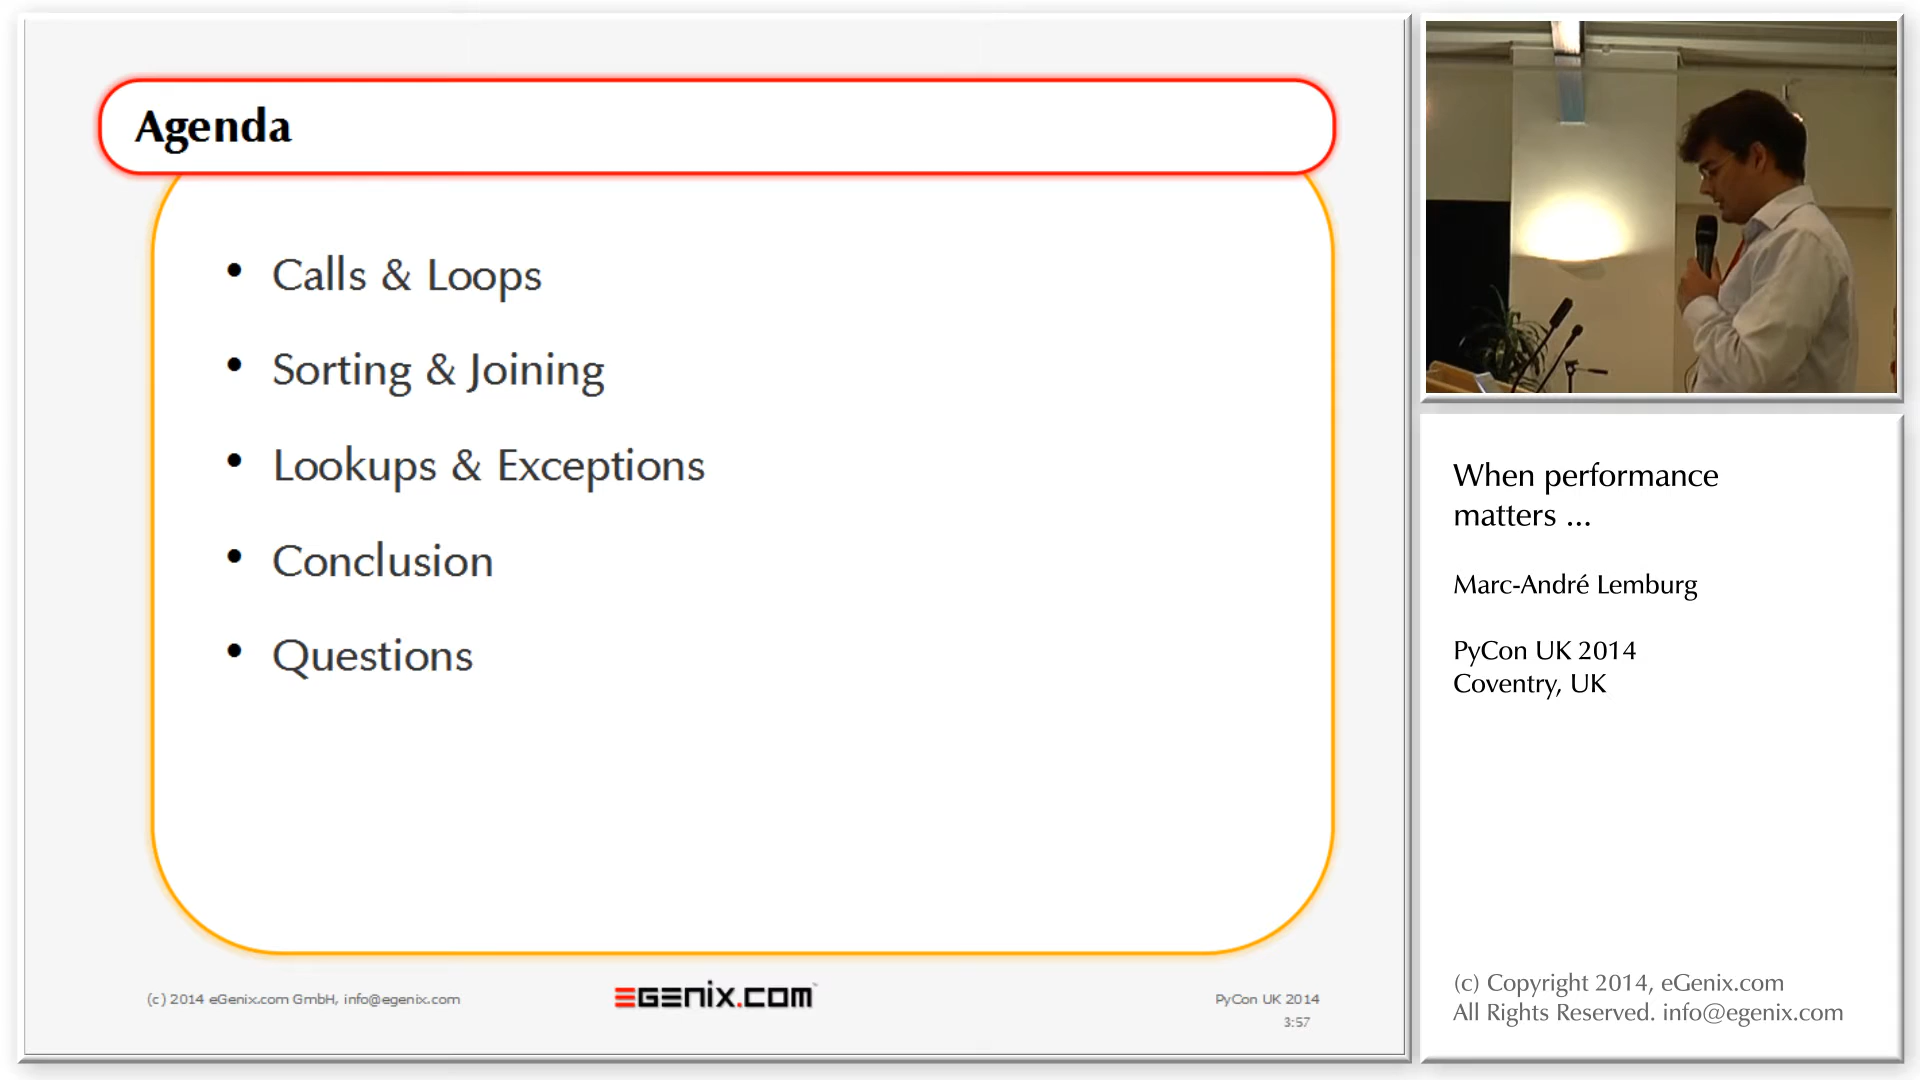 Agenda
• Calls & Loops
• Sorting & Joining
• Lookups & Exceptions
• Conclusion
• Questions
(c) 2014 eGenix.com GmbH, info@egenix.com
EGENIX.COM
PyCon UK 2014
3:57
When performance
matters ...
Marc-André Lemburg
PyCon UK 2014
Coventry, UK
(c) Copyright 2014, eGenix.com
All Rights Reserved. info@egenix.com